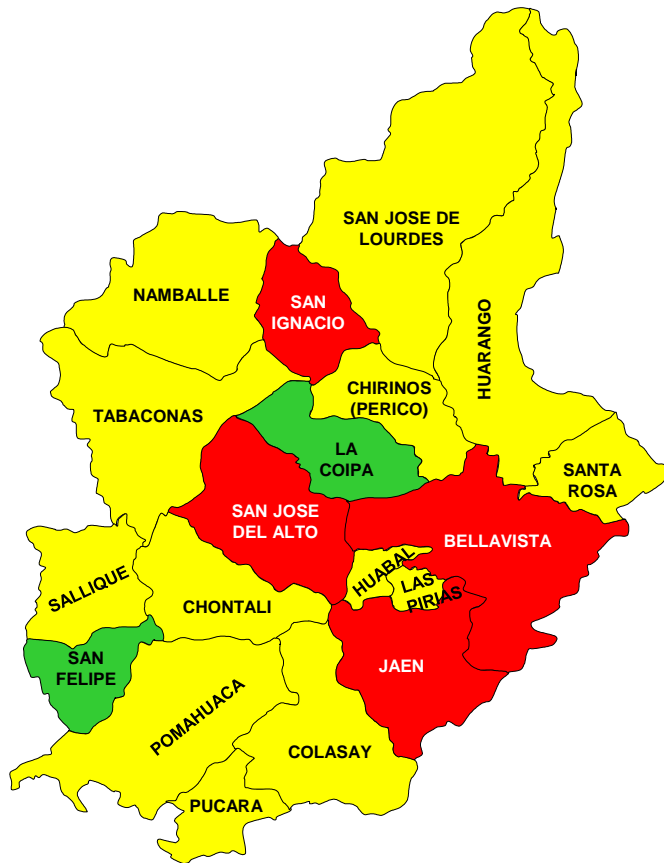 SAN JOSE DE
LOURDES
NAMBALLE
SAN
IGNACIO
HUARANGO
CHIRINOS
(PERICO)
TABACONAS
LA
COIPA
SANTA
ROSA
SAN JOSE
DEL ALTO
BELLAVISTA
HUABAL
LAS
PIRIAS
SALLIQUE
CHONTALI
SAN
FELIPE
JAEN
POMAHUACA
COLASAY
PUCARA